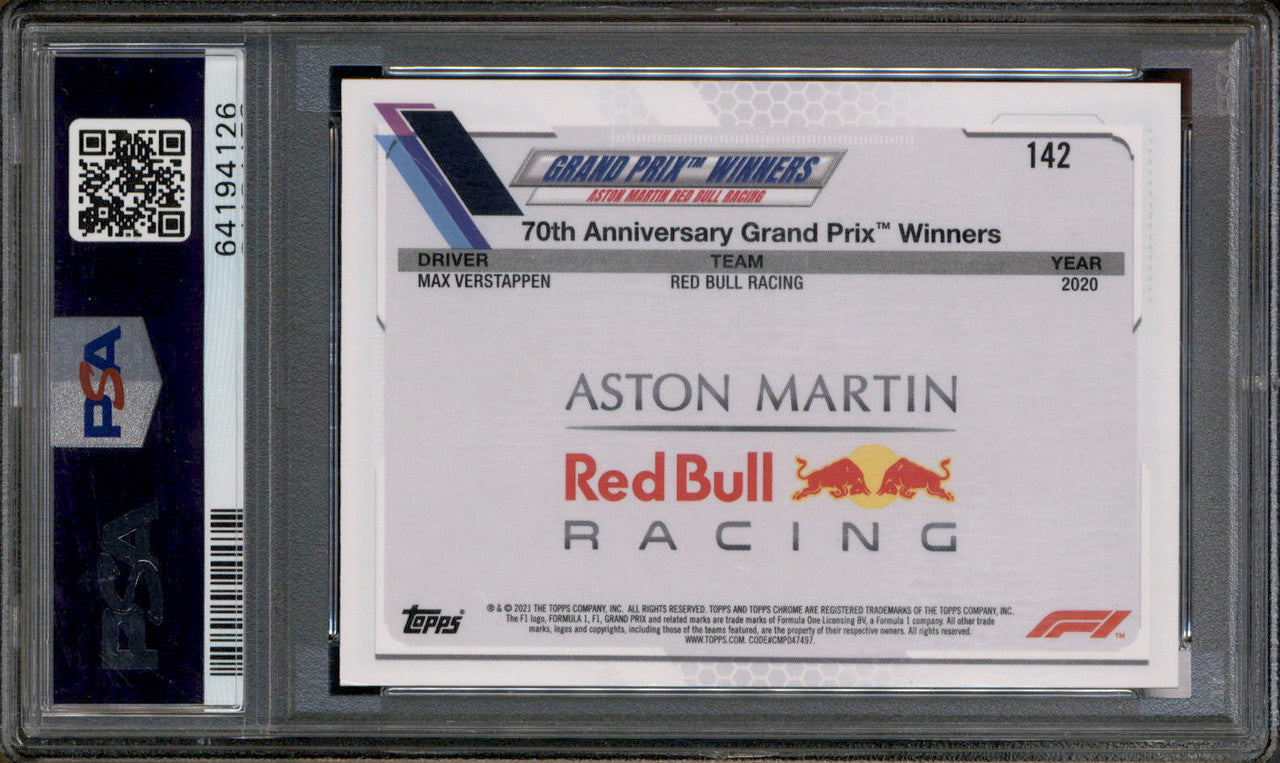 64194126
PSA
PSA
142
GRAND PRIX™ WINNERS
ASTON MARTIN RED BULL RACING
70th Anniversary Grand Prix™ Winners
DRIVER TEAM YEAR
MAX VERSTAPPEN RED BULL RACING 2020
ASTON MARTIN
Red Bull
RACING
Topps®
® & © 2021 THE TOPPS COMPANY, INC. ALL RIGHTS RESERVED. TOPPS AND TOPPS CHROME ARE REGISTERED TRADEMARKS OF THE TOPPS COMPANY, INC.
The F1 logo, FORMULA 1, F1, GRAND PRIX and related marks are trade marks of Formula One Licensing BV, a Formula 1 company. All other trade
marks, logos and copyrights, including those of the teams featured, are the property of their respective owners. All rights reserved.
WWW.TOPPS.COM. CODE#CMP047497.
F1™